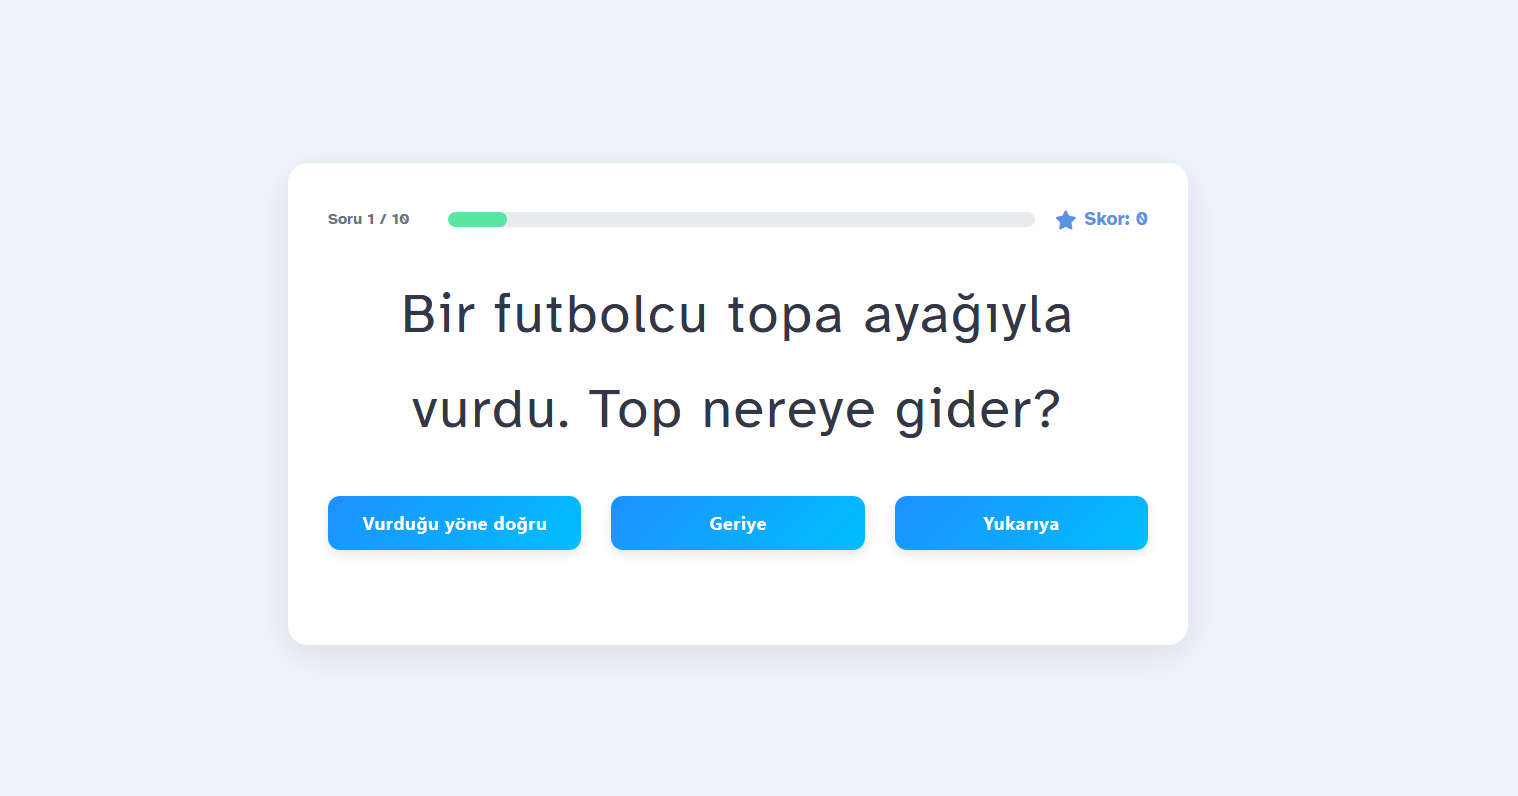 Soru 1 / 10
Skor: 0
Bir futbolcu topa ayağıyla
vurdu. Top nereye gider?
Vurduğu yöne doğru
Geriye
Yukarıya